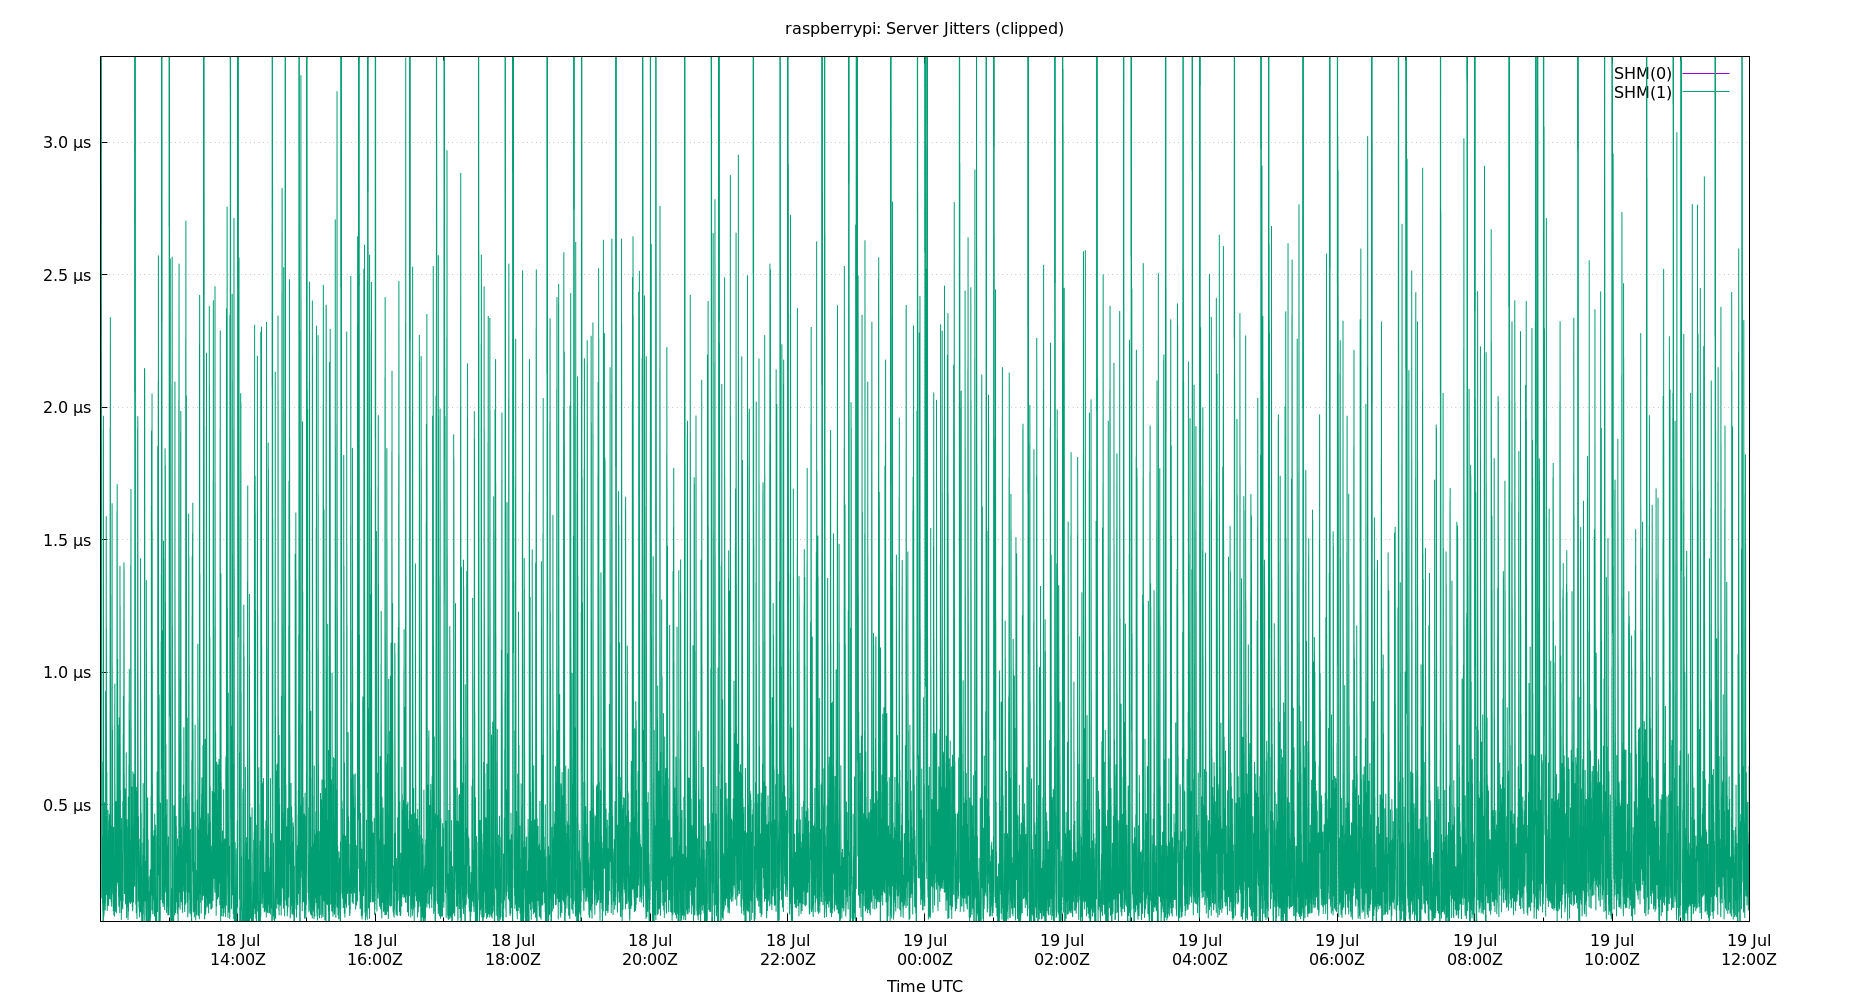 raspberrypi: Server Jitters (clipped)
SHM(0)
SHM(1)
3.0 µs
2.5 µs
2.0 µs
1.5 µs
1.0 µs
0.5 µs
18 Jul 18 Jul 18 Jul 18 Jul 18 Jul 19 Jul 19 Jul 19 Jul 19 Jul 19 Jul 19 Jul 19 Jul
14:00Z 16:00Z 18:00Z 20:00Z 22:00Z 00:00Z 02:00Z 04:00Z 06:00Z 08:00Z 10:00Z 12:00Z
Time UTC